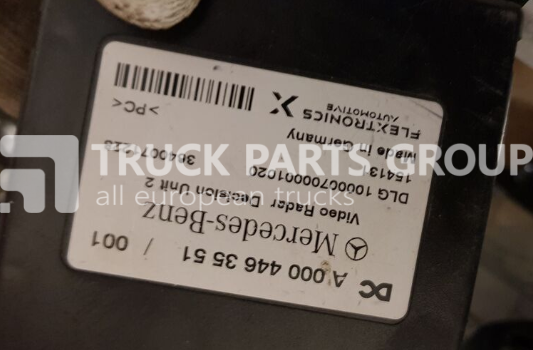 DC A 000 446 35 51 / 001
Mercedes-Benz
Video Radar Decision Unit 2
DLG 10000700001020
15413
Made in Germany
FLEXTRONICS
AUTOMOTIVE
>PC<
TRUCK PARTS GROUP
all european trucks